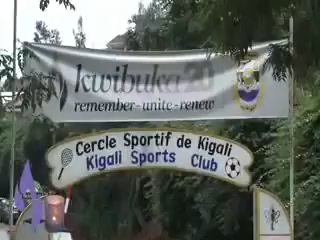 kwibuka20
remember-unite-renew
Cercle Sportif de Kigali
Kigali Sports Club